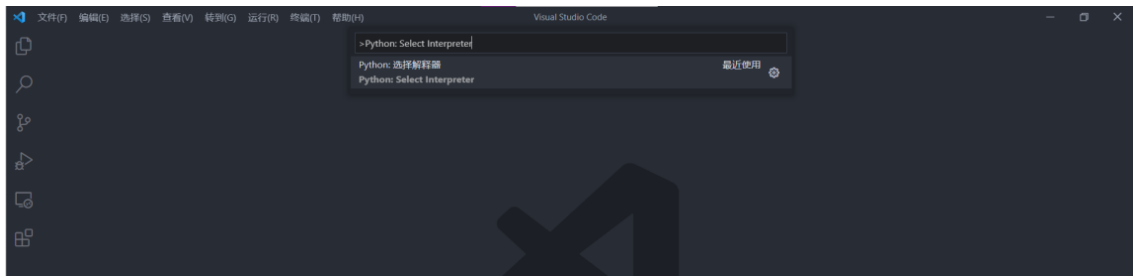 文件(F) 编辑(E) 选择(S) 查看(V) 转到(G) 运行(R) 终端(T) 帮助(H) Visual Studio Code
>Python: Select Interpreter
Python: 选择解释器 最近使用
Python: Select Interpreter